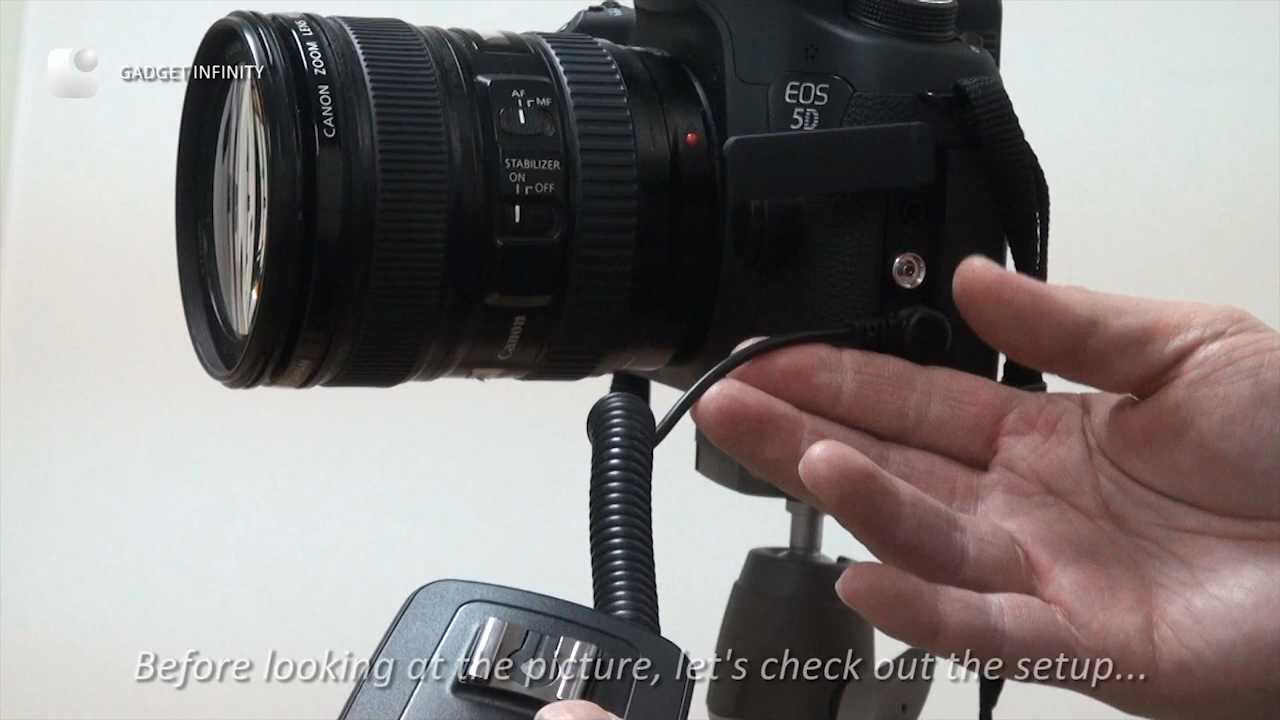 GADGET INFINITY
CANON ZOOM LENS
AF
MF
STABILIZER
ON
OFF
Canon
EOS
5D
Before looking at the picture, let's check out the setup...